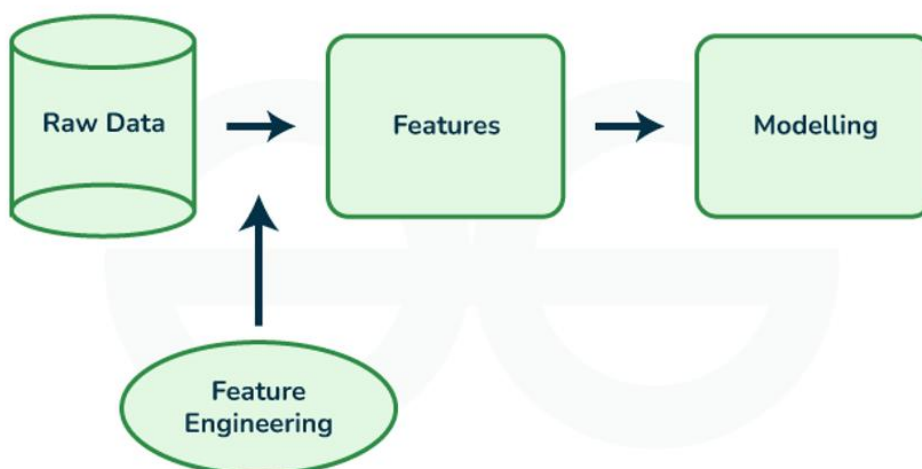 Raw Data
Features
Modelling
Feature
Engineering